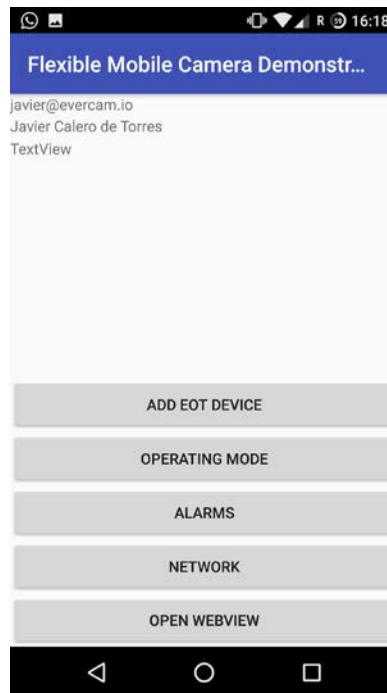 R 16:18
Flexible Mobile Camera Demonstr...
javier@evercam.io
Javier Calero de Torres
TextView
ADD EOT DEVICE
OPERATING MODE
ALARMS
NETWORK
OPEN WEBVIEW